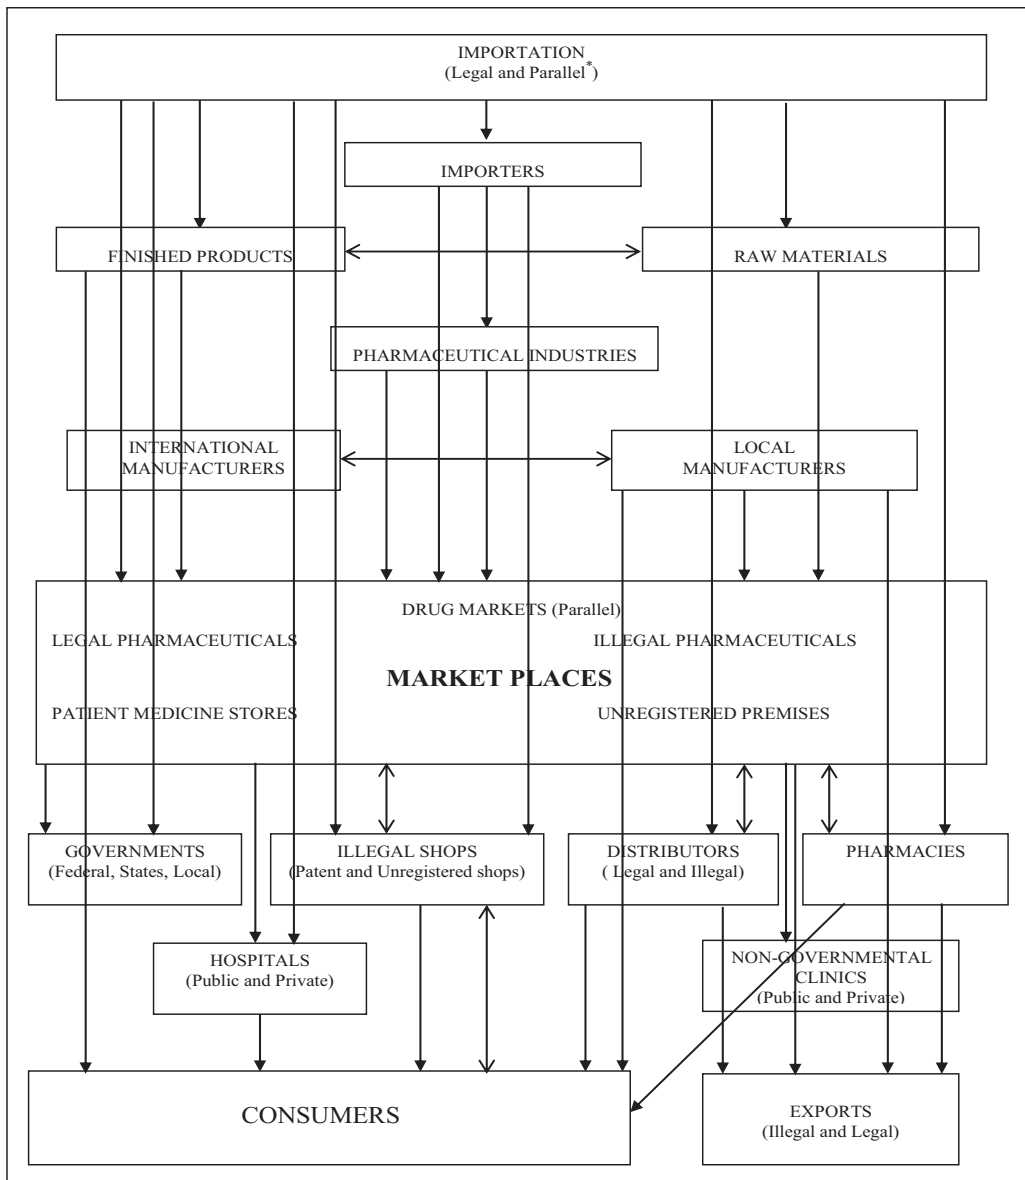 IMPORTATION
(Legal and Parallel*)
IMPORTERS
FINISHED PRODUCTS
RAW MATERIALS
PHARMACEUTICAL INDUSTRIES
INTERNATIONAL
MANUFACTURERS
LOCAL
MANUFACTURERS
DRUG MARKETS (Parallel)
LEGAL PHARMACEUTICALS
ILLEGAL PHARMACEUTICALS
MARKET PLACES
PATIENT MEDICINE STORES
UNREGISTERED PREMISES
GOVERNMENTS
(Federal, States, Local)
ILLEGAL SHOPS
(Patent and Unregistered shops)
DISTRIBUTORS
( Legal and Illegal)
PHARMACIES
HOSPITALS
(Public and Private)
NON-GOVERNMENTAL
CLINICS
(Public and Private)
CONSUMERS
EXPORTS
(Illegal and Legal)